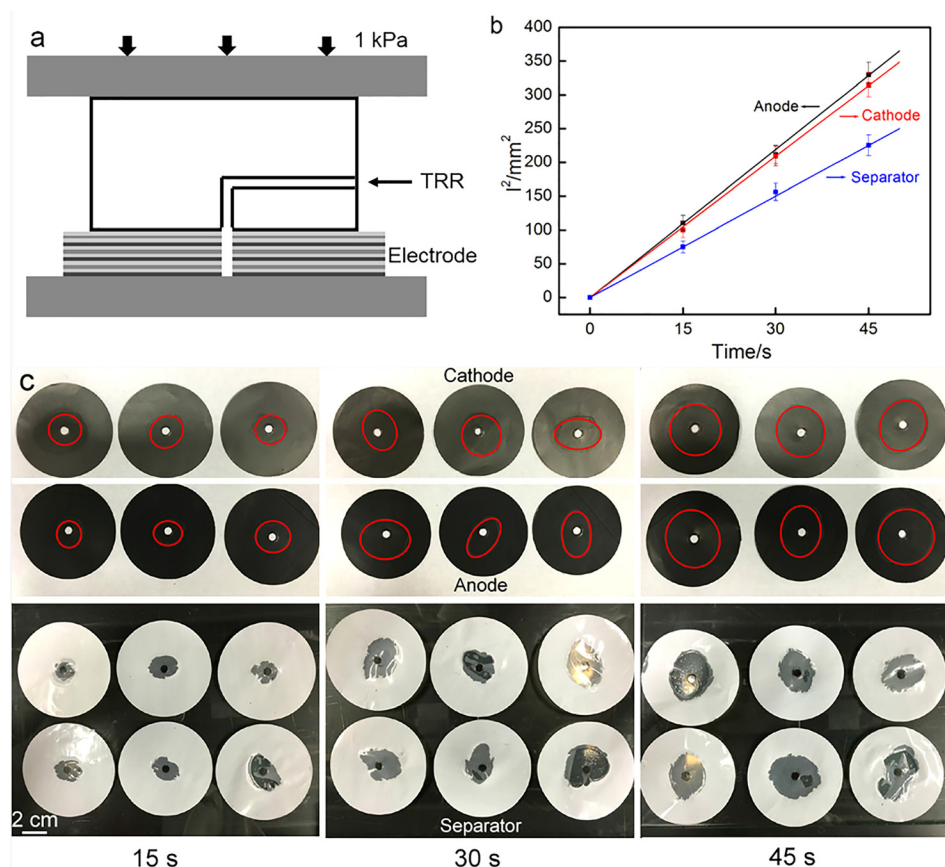 a
1 kPa
TRR
Electrode
b
l²/mm²
400
350
300
250
200
150
100
50
0
Anode
Cathode
Separator
0
15
30
45
Time/s
c
Cathode
Anode
Separator
2 cm
15 s
30 s
45 s